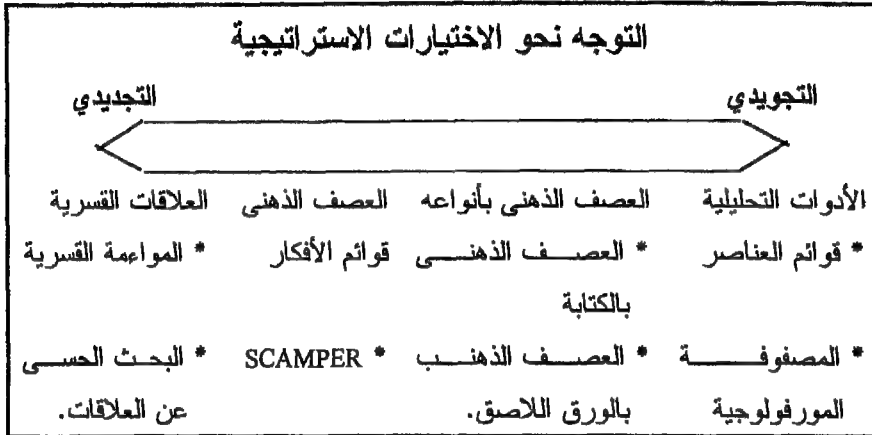 التوجه نحو الاختيارات الاستراتيجية
التجويدي التجديدي
الأدوات التحليلية العصف الذهنى بأنواعه العصف الذهنى العلاقات القسرية
* قوائم العناصر * العصف الذهنى قوائم الأفكار * المواءمة القسرية
بالكتابة
* المصفوفة * العصف الذهنب * SCAMPER * البحث الحسى
المورفولوجية بالورق اللاصق. عن العلاقات.